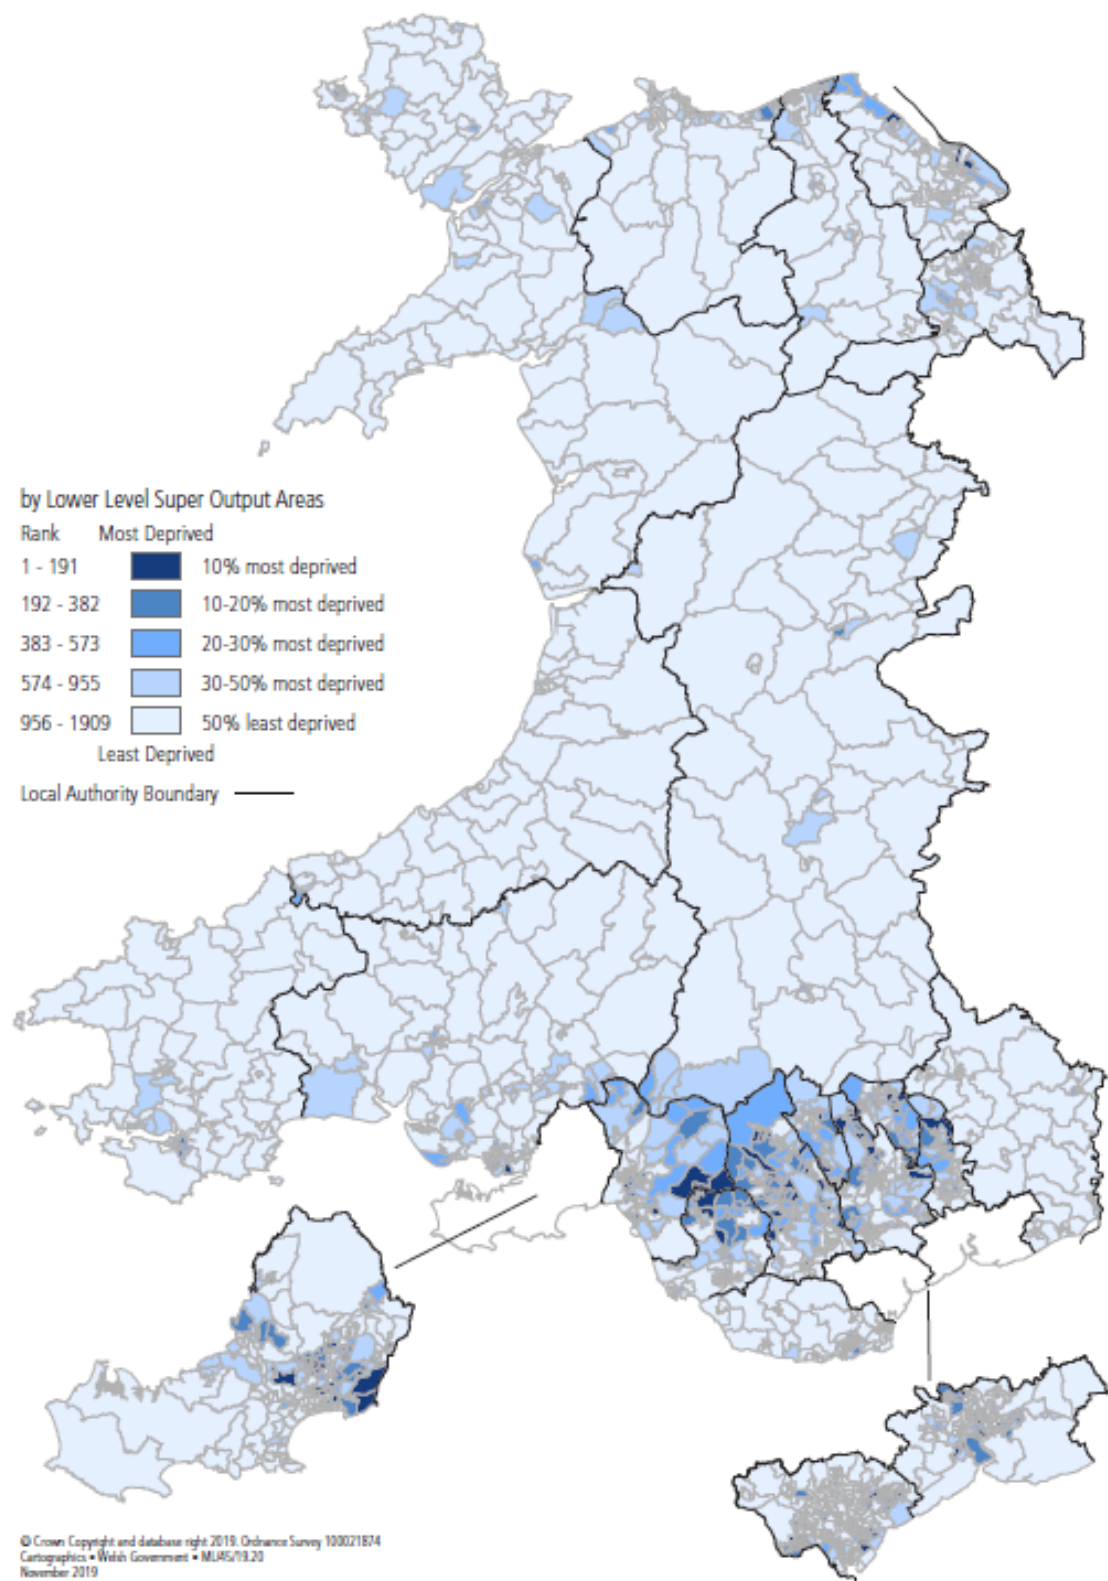 by Lower Level Super Output Areas
Rank Most Deprived
1 - 191 10% most deprived
192 - 382 10-20% most deprived
383 - 573 20-30% most deprived
574 - 955 30-50% most deprived
956 - 1909 50% least deprived
Least Deprived
Local Authority Boundary
© Crown Copyright and database right 2019. Ordnance Survey 100021874
Cartographics • Welsh Government • ML/45/19.20
November 2019